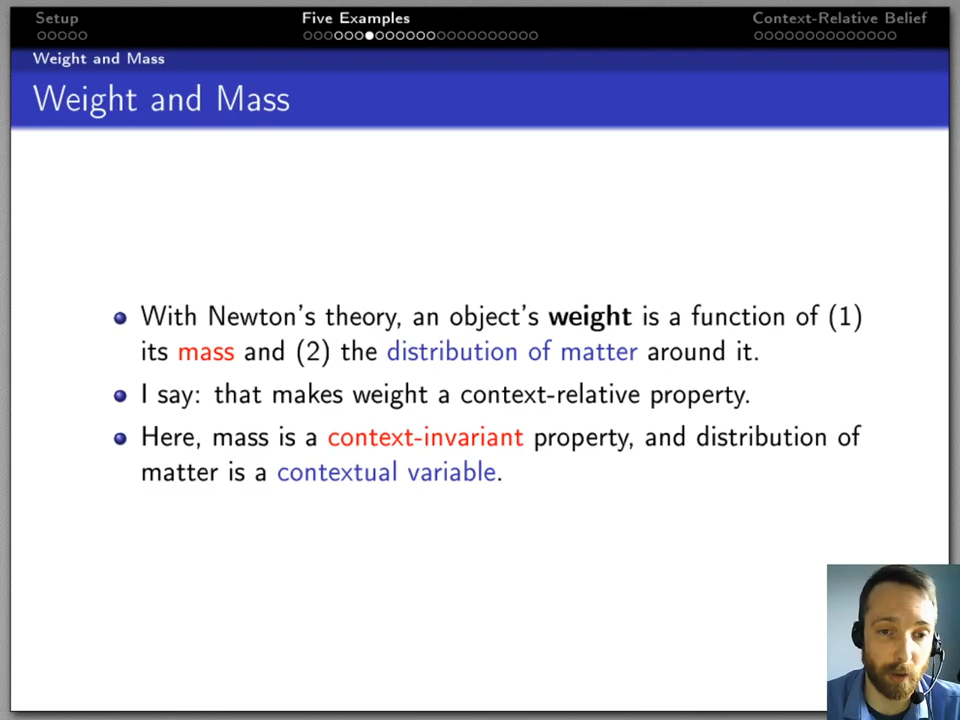 Setup
Five Examples
Context-Relative Belief
Weight and Mass
Weight and Mass
With Newton's theory, an object's weight is a function of (1)
its mass and (2) the distribution of matter around it.
I say: that makes weight a context-relative property.
Here, mass is a context-invariant property, and distribution of
matter is a contextual variable.